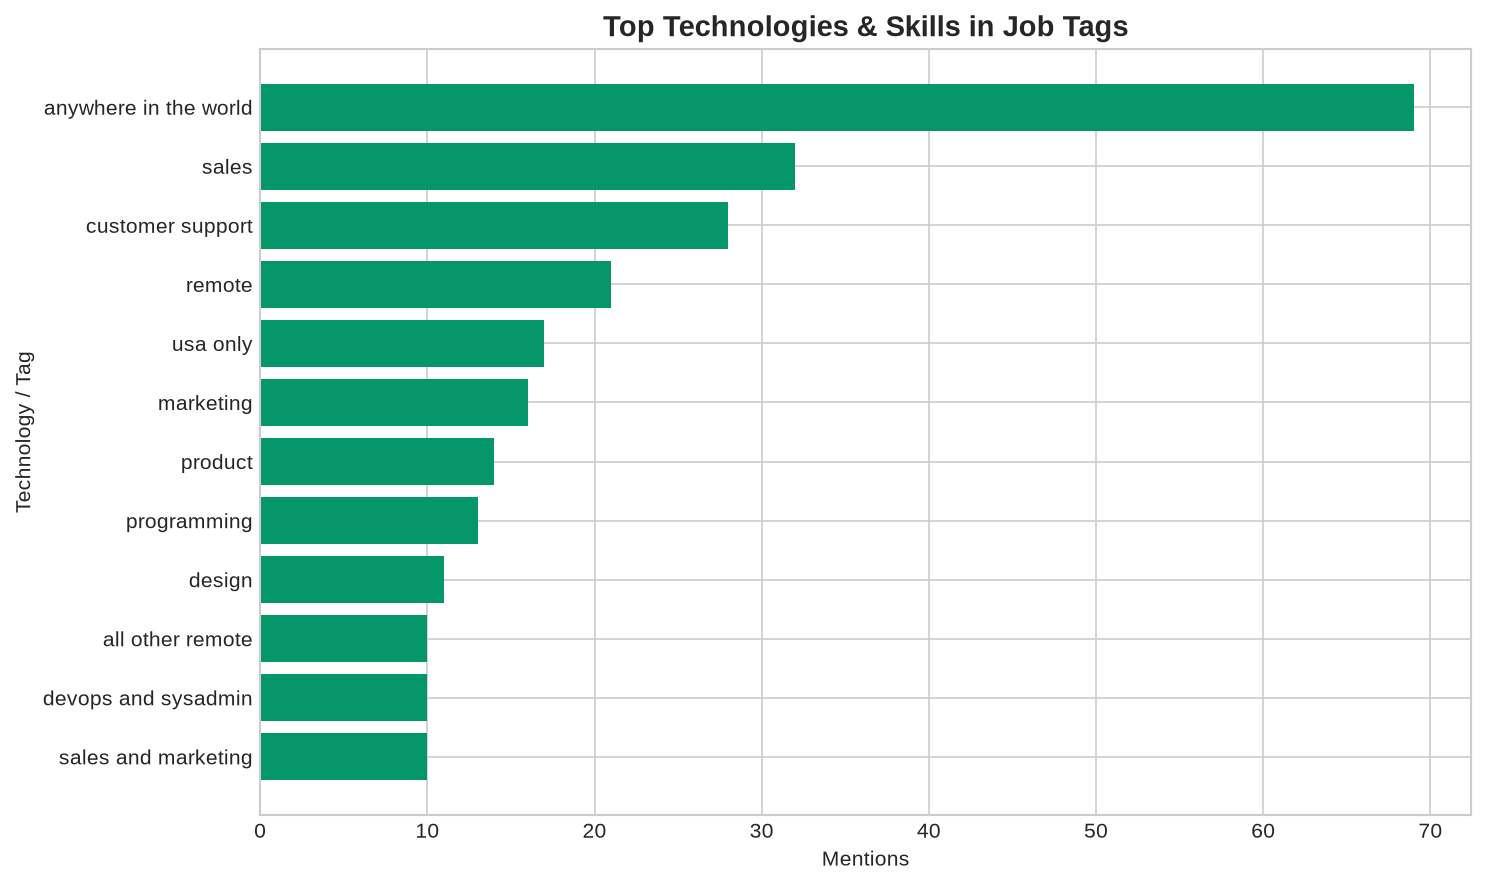 Top Technologies & Skills in Job Tags
anywhere in the world
sales
customer support
remote
usa only
marketing
product
programming
design
all other remote
devops and sysadmin
sales and marketing
Technology / Tag
0 10 20 30 40 50 60 70
Mentions